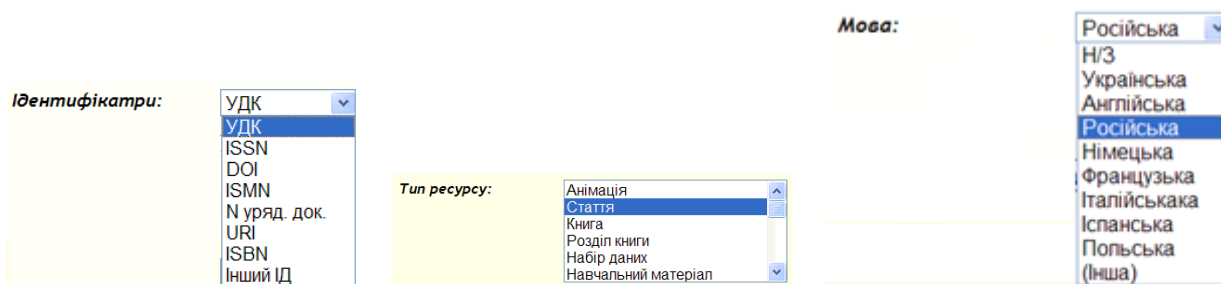 Ідентифікатри:
УДК
УДК
ISSN
DOI
ISMN
N уряд. док.
URI
ISBN
Інший ІД
Тип ресурсу:
Анімація
Стаття
Книга
Розділ книги
Набір даних
Навчальний матеріал
Мова:
Російська
Н/З
Українська
Англійська
Російська
Німецька
Французька
Італійськака
Іспанська
Польська
(Інша)